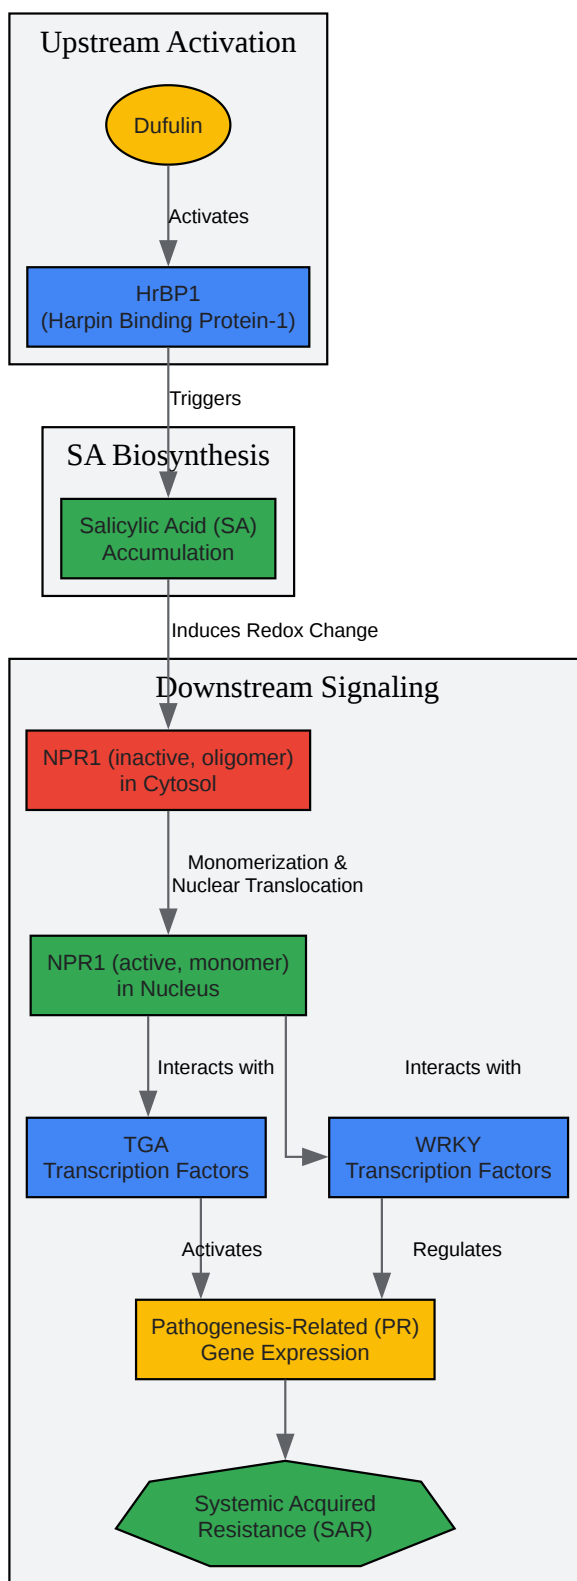 Upstream Activation
Dufulin
Activates
HrBP1
(Harpin Binding Protein-1)
Triggers
SA Biosynthesis
Salicylic Acid (SA)
Accumulation
Induces Redox Change
Downstream Signaling
NPR1 (inactive, oligomer)
in Cytosol
Monomerization &
Nuclear Translocation
NPR1 (active, monomer)
in Nucleus
Interacts with
Interacts with
TGA
Transcription Factors
WRKY
Transcription Factors
Activates
Regulates
Pathogenesis-Related (PR)
Gene Expression
Systemic Acquired
Resistance (SAR)